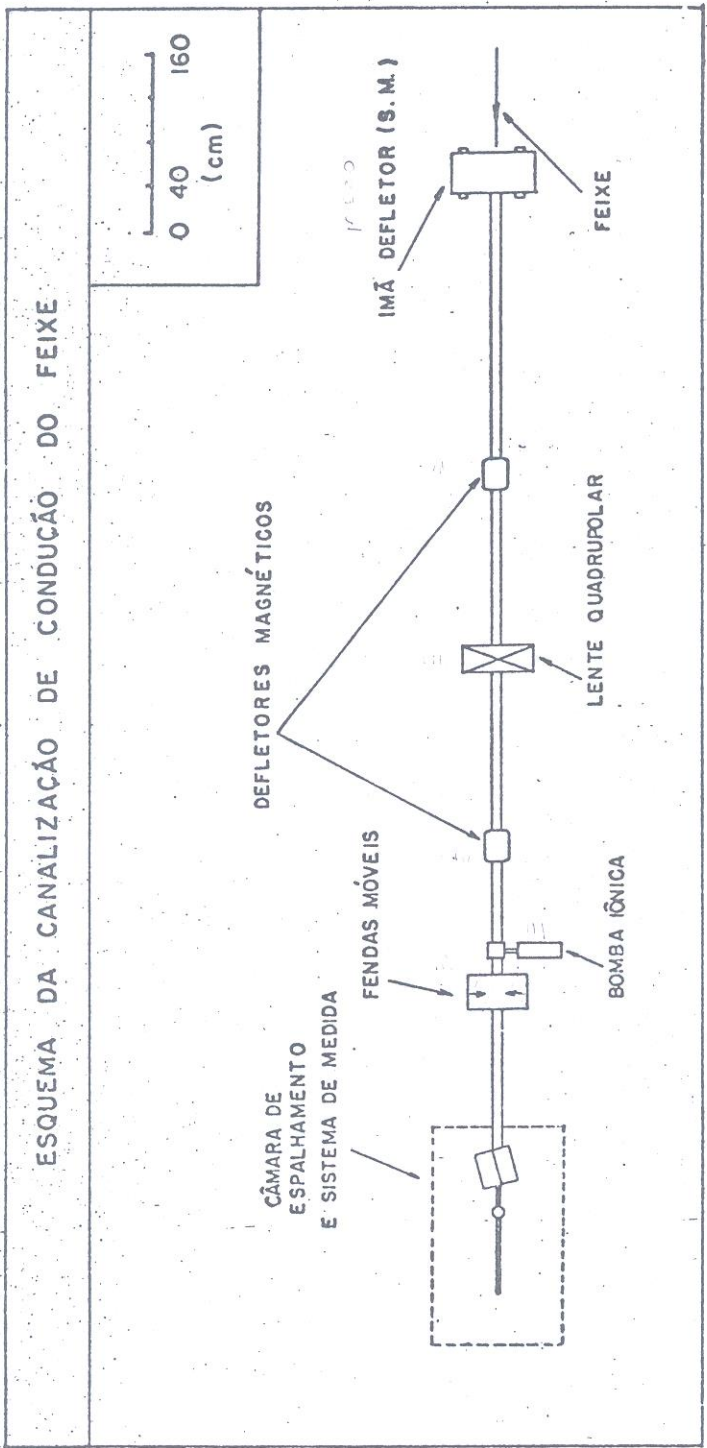 ESQUEMA DA CANALIZAÇÃO DE CONDUÇÃO DO FEIXE
0 40 160
(cm)
CÂMARA DE
ESPALHAMENTO
E SISTEMA DE MEDIDA
FENDAS MÓVEIS
DEFLETORES MAGNÉTICOS
IMÃ DEFLETOR (S.M.)
BOMBA IÔNICA
LENTE QUADRUPOLAR
FEIXE